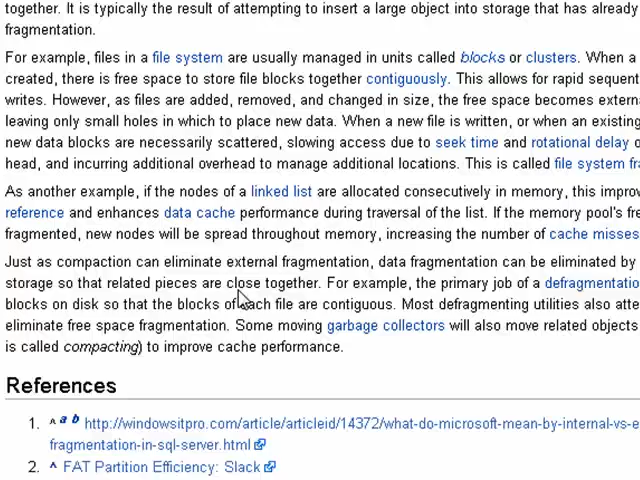 together. It is typically the result of attempting to insert a large object into storage that has already
fragmentation.
For example, files in a file system are usually managed in units called blocks or clusters. When a
created, there is free space to store file blocks together contiguously. This allows for rapid sequent
writes. However, as files are added, removed, and changed in size, the free space becomes extern
leaving only small holes in which to place new data. When a new file is written, or when an existing
new data blocks are necessarily scattered, slowing access due to seek time and rotational delay o
head, and incurring additional overhead to manage additional locations. This is called file system fr
As another example, if the nodes of a linked list are allocated consecutively in memory, this improv
reference and enhances data cache performance during traversal of the list. If the memory pool's fre
fragmented, new nodes will be spread throughout memory, increasing the number of cache misses
Just as compaction can eliminate external fragmentation, data fragmentation can be eliminated by
storage so that related pieces are close together. For example, the primary job of a defragmentatio
blocks on disk so that the blocks of each file are contiguous. Most defragmenting utilities also atte
eliminate free space fragmentation. Some moving garbage collectors will also move related objects
is called compacting) to improve cache performance.
References
1. ^ a b http://windowsitpro.com/article/articleid/14372/what-do-microsoft-mean-by-internal-vs-e
fragmentation-in-sql-server.html
2. ^ FAT Partition Efficiency: Slack